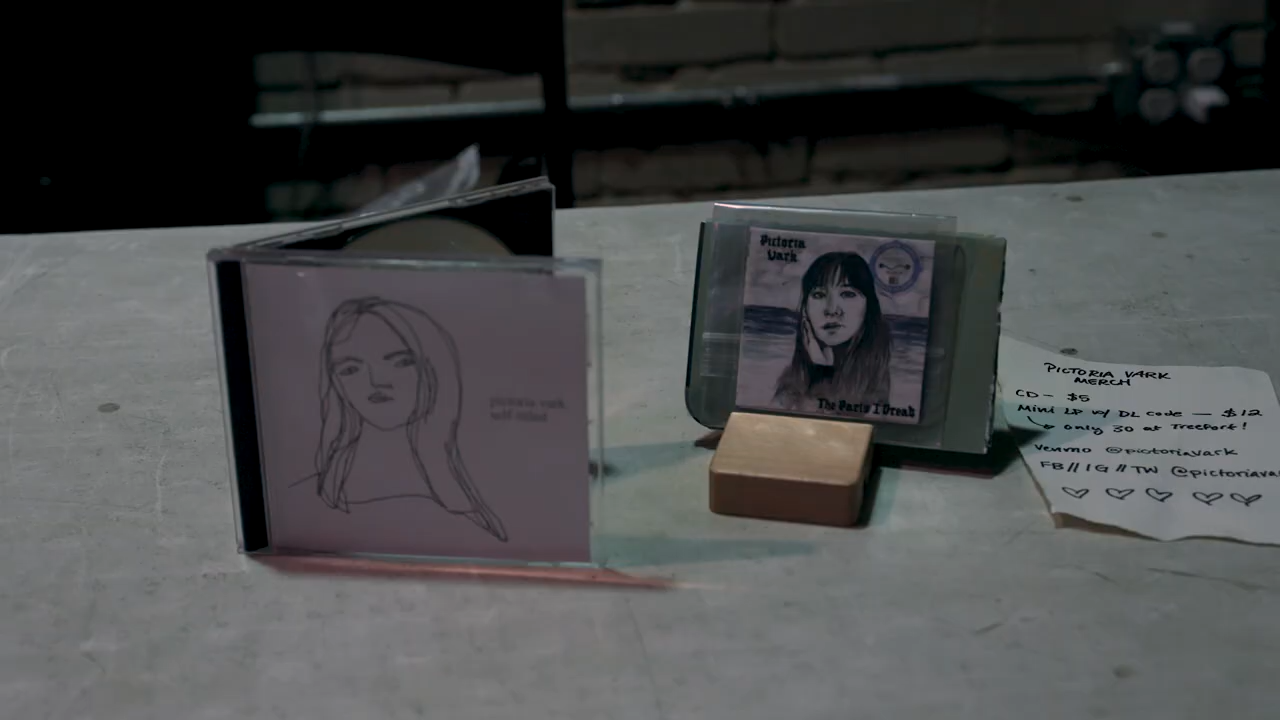 pictoria vark
self-titled
Pictoria
Vark
The Parts I Dread
PICTORIA VARK
MERCH
CD - $5
Mini LP w/ DL code — $12
↳ only 30 at Treefort!
venmo @pictoriavark
FB // IG // TW @pictoriava